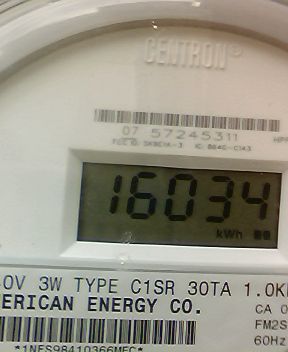 CENTRON®
07 57245311
16034
kWh
0V 3W TYPE C1SR 30TA 1.0K
ERICAN ENERGY CO.
CA 0
FM2S
60Hz
*1NES98410366MEC*